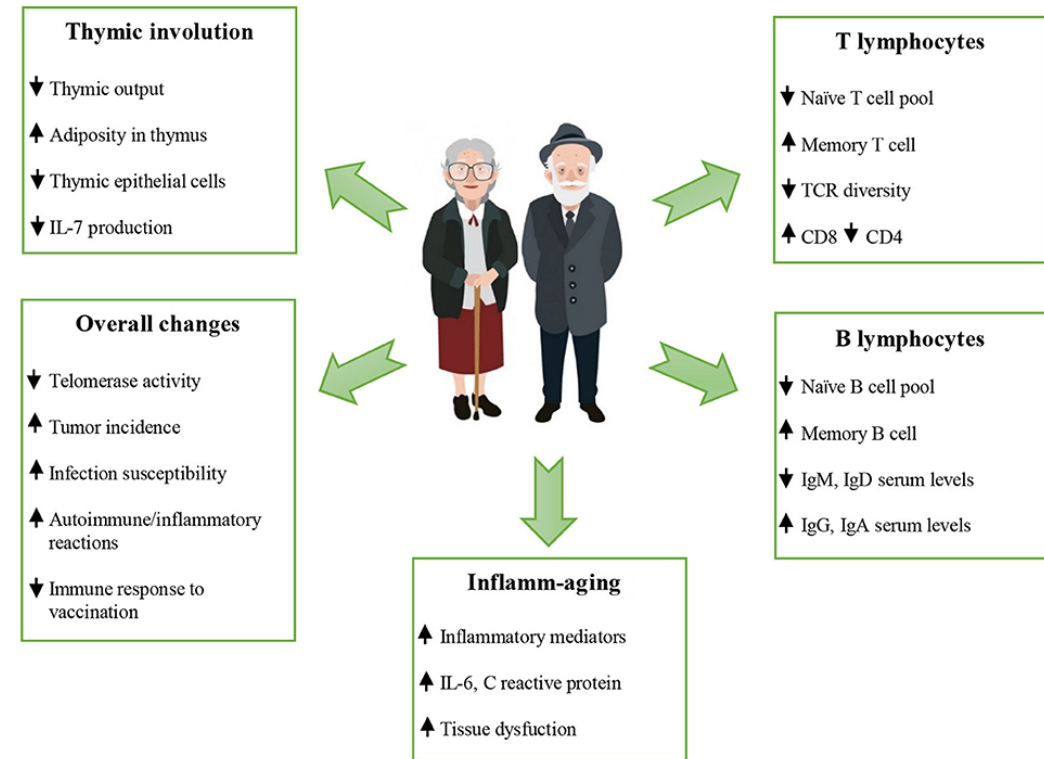 Thymic involution
Thymic output
Adiposity in thymus
Thymic epithelial cells
IL-7 production
T lymphocytes
Naïve T cell pool
Memory T cell
TCR diversity
CD8 CD4
Overall changes
Telomerase activity
Tumor incidence
Infection susceptibility
Autoimmune/inflammatory
reactions
Immune response to
vaccination
B lymphocytes
Naïve B cell pool
Memory B cell
IgM, IgD serum levels
IgG, IgA serum levels
Inflamm-aging
Inflammatory mediators
IL-6, C reactive protein
Tissue dysfuction